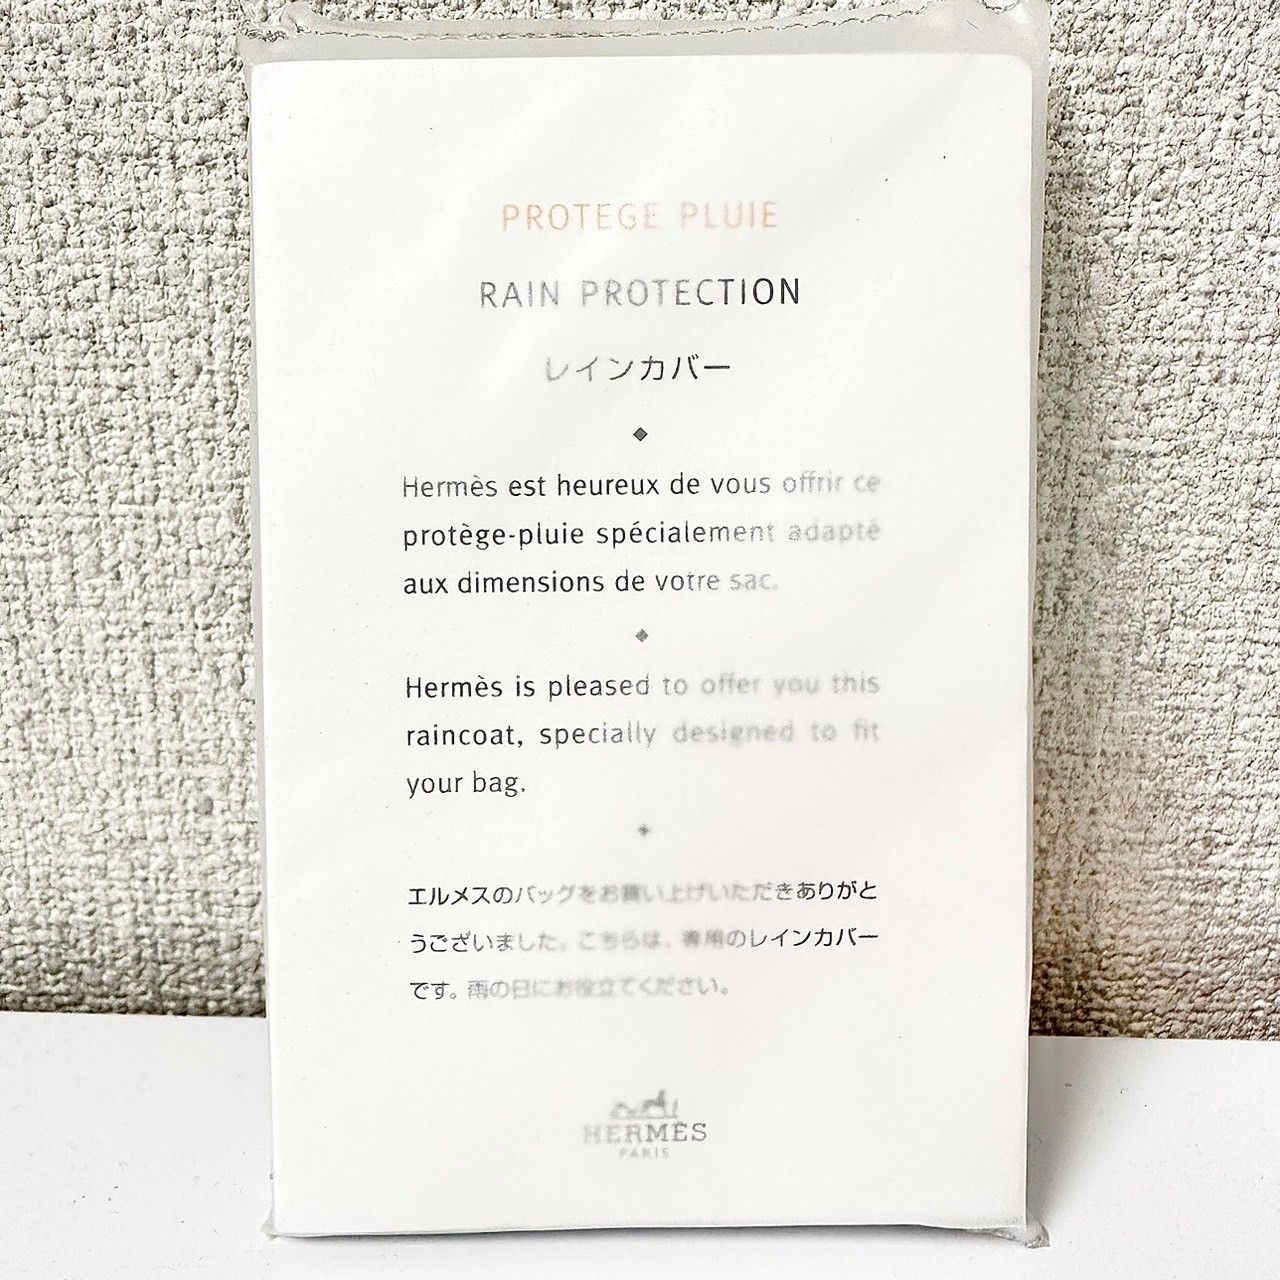 PROTEGE PLUIE
RAIN PROTECTION
レインカバー
Hermès est heureux de vous offrir ce
protège-pluie spécialement adapté
aux dimensions de votre sac.
Hermès is pleased to offer you this
raincoat, specially designed to fit
your bag.
エルメスのバッグをお買い上げいただきありがと
うございました。こちらは、専用のレインカバー
です。雨の日にお役立てください。
HERMÈS
PARIS